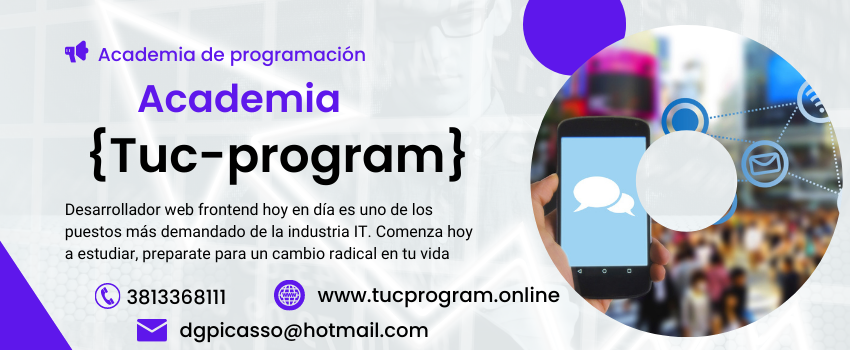 Academia de programación
Academia
{Tuc-program}
Desarrollador web frontend hoy en día es uno de los
puestos más demandado de la industria IT. Comenza hoy
a estudiar, preparate para un cambio radical en tu vida
3813368111
www.tucprogram.online
dgpicasso@hotmail.com